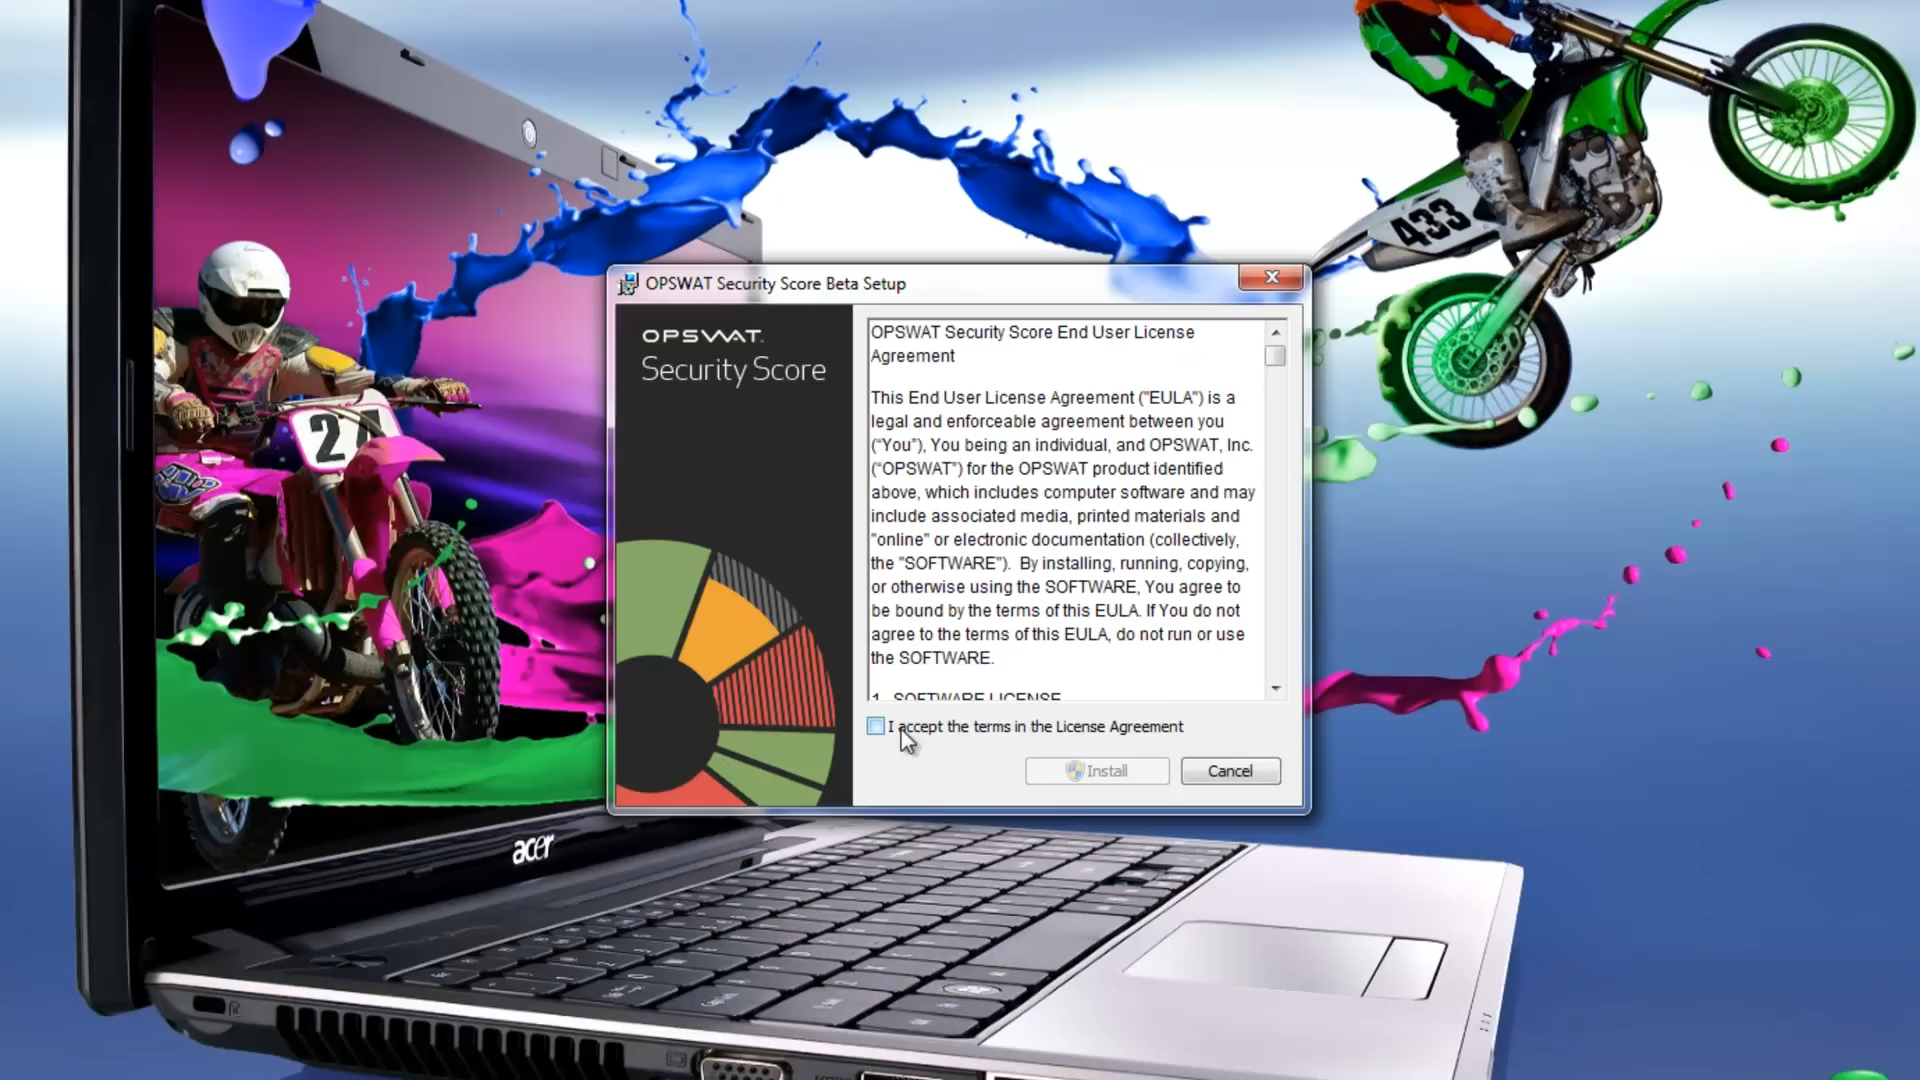 433
OPSWAT Security Score Beta Setup
OPSWAT.
Security Score
OPSWAT Security Score End User License
Agreement
This End User License Agreement ("EULA") is a
legal and enforceable agreement between you
(“You”), You being an individual, and OPSWAT, Inc.
(“OPSWAT”) for the OPSWAT product identified
above, which includes computer software and may
include associated media, printed materials and
"online" or electronic documentation (collectively,
the "SOFTWARE").  By installing, running, copying,
or otherwise using the SOFTWARE, You agree to
be bound by the terms of this EULA. If You do not
agree to the terms of this EULA, do not run or use
the SOFTWARE.
1.  SOFTWARE LICENSE
I accept the terms in the License Agreement
Install
Cancel
acer